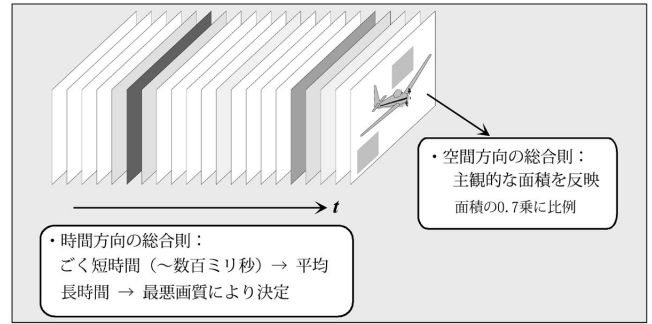 t
・空間方向の総合則：
主観的な面積を反映
面積の0.7乗に比例
・時間方向の総合則：
ごく短時間（～数百ミリ秒）→ 平均
長時間 → 最悪画質により決定